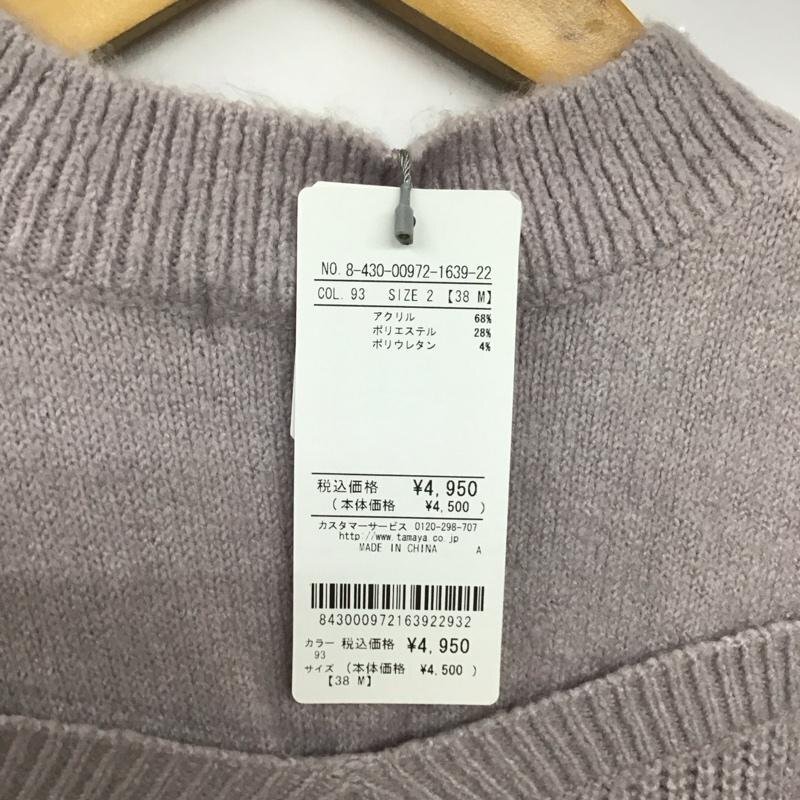 NO. 8-430-00972-1639-22
COL. 93 SIZE 2 【38 M】
アクリル 68%
ポリエステル 28%
ポリウレタン 4%
税込価格 ¥4,950
(本体価格 ¥4,500 )
カスタマーサービス 0120-298-707
http://www.tamaya.co.jp
MADE IN CHINA A
843000972163922932
カラー 税込価格 ¥4,950
93
サイズ (本体価格 ¥4,500 )
【38 M】